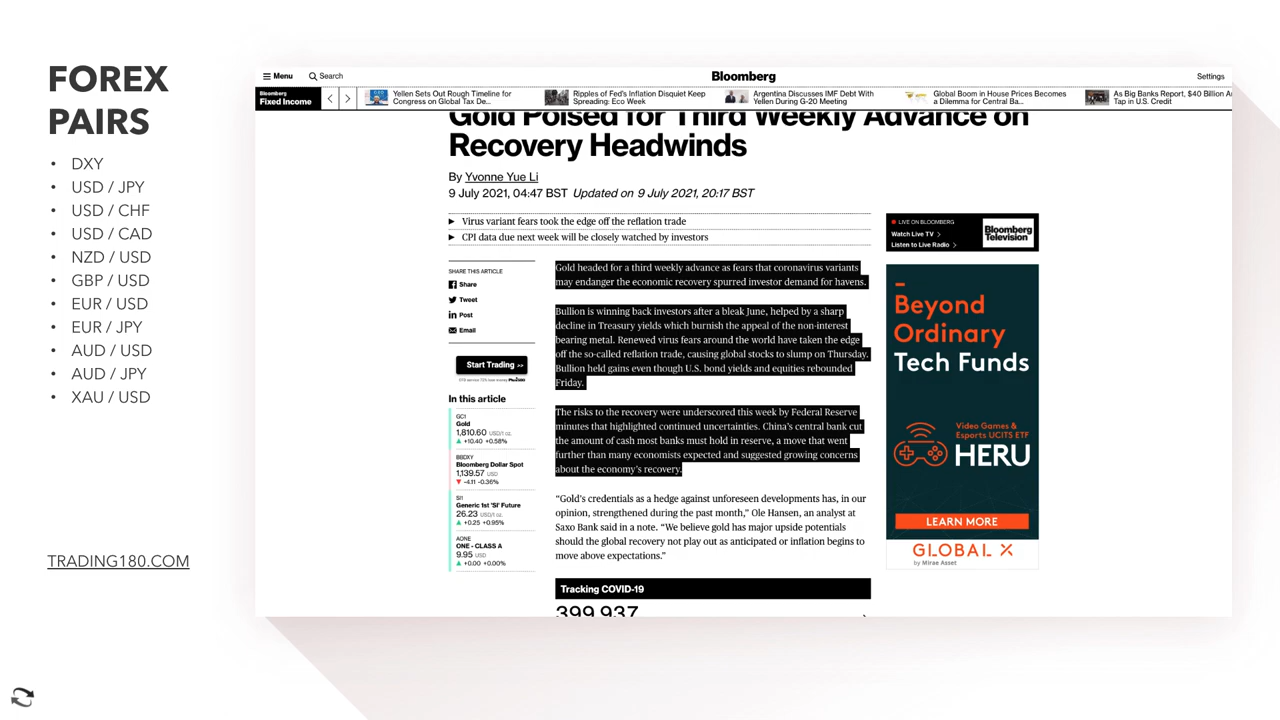 FOREX
PAIRS
• DXY
• USD / JPY
• USD / CHF
• USD / CAD
• NZD / USD
• GBP / USD
• EUR / USD
• EUR / JPY
• AUD / USD
• AUD / JPY
• XAU / USD
TRADING180.COM
Menu
Search
Bloomberg
Settings
Bloomberg
Fixed Income
Yellen Sets Out Rough Timeline for
Congress on Global Tax De...
Ripples of Fed's Inflation Disquiet Keep
Spreading: Eco Week
Argentina Discusses IMF Debt With
Yellen During G-20 Meeting
Global Boom in House Prices Becomes
a Dilemma for Central Ba...
As Big Banks Report, $40 Billion A
Tap in U.S. Credit
Gold Poised for Third Weekly Advance on
Recovery Headwinds
By Yvonne Yue Li
9 July 2021, 04:47 BST Updated on 9 July 2021, 20:17 BST
Virus variant fears took the edge off the reflation trade
CPI data due next week will be closely watched by investors
SHARE THIS ARTICLE
Share
Tweet
Post
Email
Start Trading >>
In this article
GC1
Gold
1,810.60 USD/t oz.
▲ +10.40 +0.58%
BBDXY
Bloomberg Dollar Spot
1,139.57 USD
▼ -4.11 -0.36%
SI1
Generic 1st 'SI' Future
26.23 USD/t oz.
▲ +0.25 +0.95%
AONE
ONE - CLASS A
9.95 USD
▲ +0.00 +0.00%
Gold headed for a third weekly advance as fears that coronavirus variants
may endanger the economic recovery spurred investor demand for havens.
Bullion is winning back investors after a bleak June, helped by a sharp
decline in Treasury yields which burnish the appeal of the non-interest
bearing metal. Renewed virus fears around the world have taken the edge
off the so-called reflation trade, causing global stocks to slump on Thursday.
Bullion held gains even though U.S. bond yields and equities rebounded
Friday.
The risks to the recovery were underscored this week by Federal Reserve
minutes that highlighted continued uncertainties. China's central bank cut
the amount of cash most banks must hold in reserve, a move that went
further than many economists expected and suggested growing concerns
about the economy's recovery.
“Gold's credentials as a hedge against unforeseen developments has, in our
opinion, strengthened during the past month,” Ole Hansen, an analyst at
Saxo Bank said in a note. “We believe gold has major upside potentials
should the global recovery not play out as anticipated or inflation begins to
move above expectations.”
Tracking COVID-19
399,937
LIVE ON BLOOMBERG
Watch Live TV
Listen to Live Radio
Bloomberg
Television
Beyond
Ordinary
Tech Funds
Video Games &
Esports UCITS ETF
HERU
LEARN MORE
GLOBAL X
by Mirae Asset